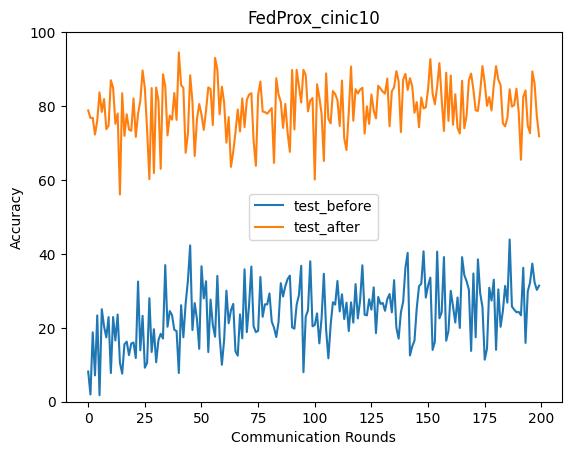 FedProx_cinic10
100
80
60
40
20
0
Accuracy
test_before
test_after
0 25 50 75 100 125 150 175 200
Communication Rounds